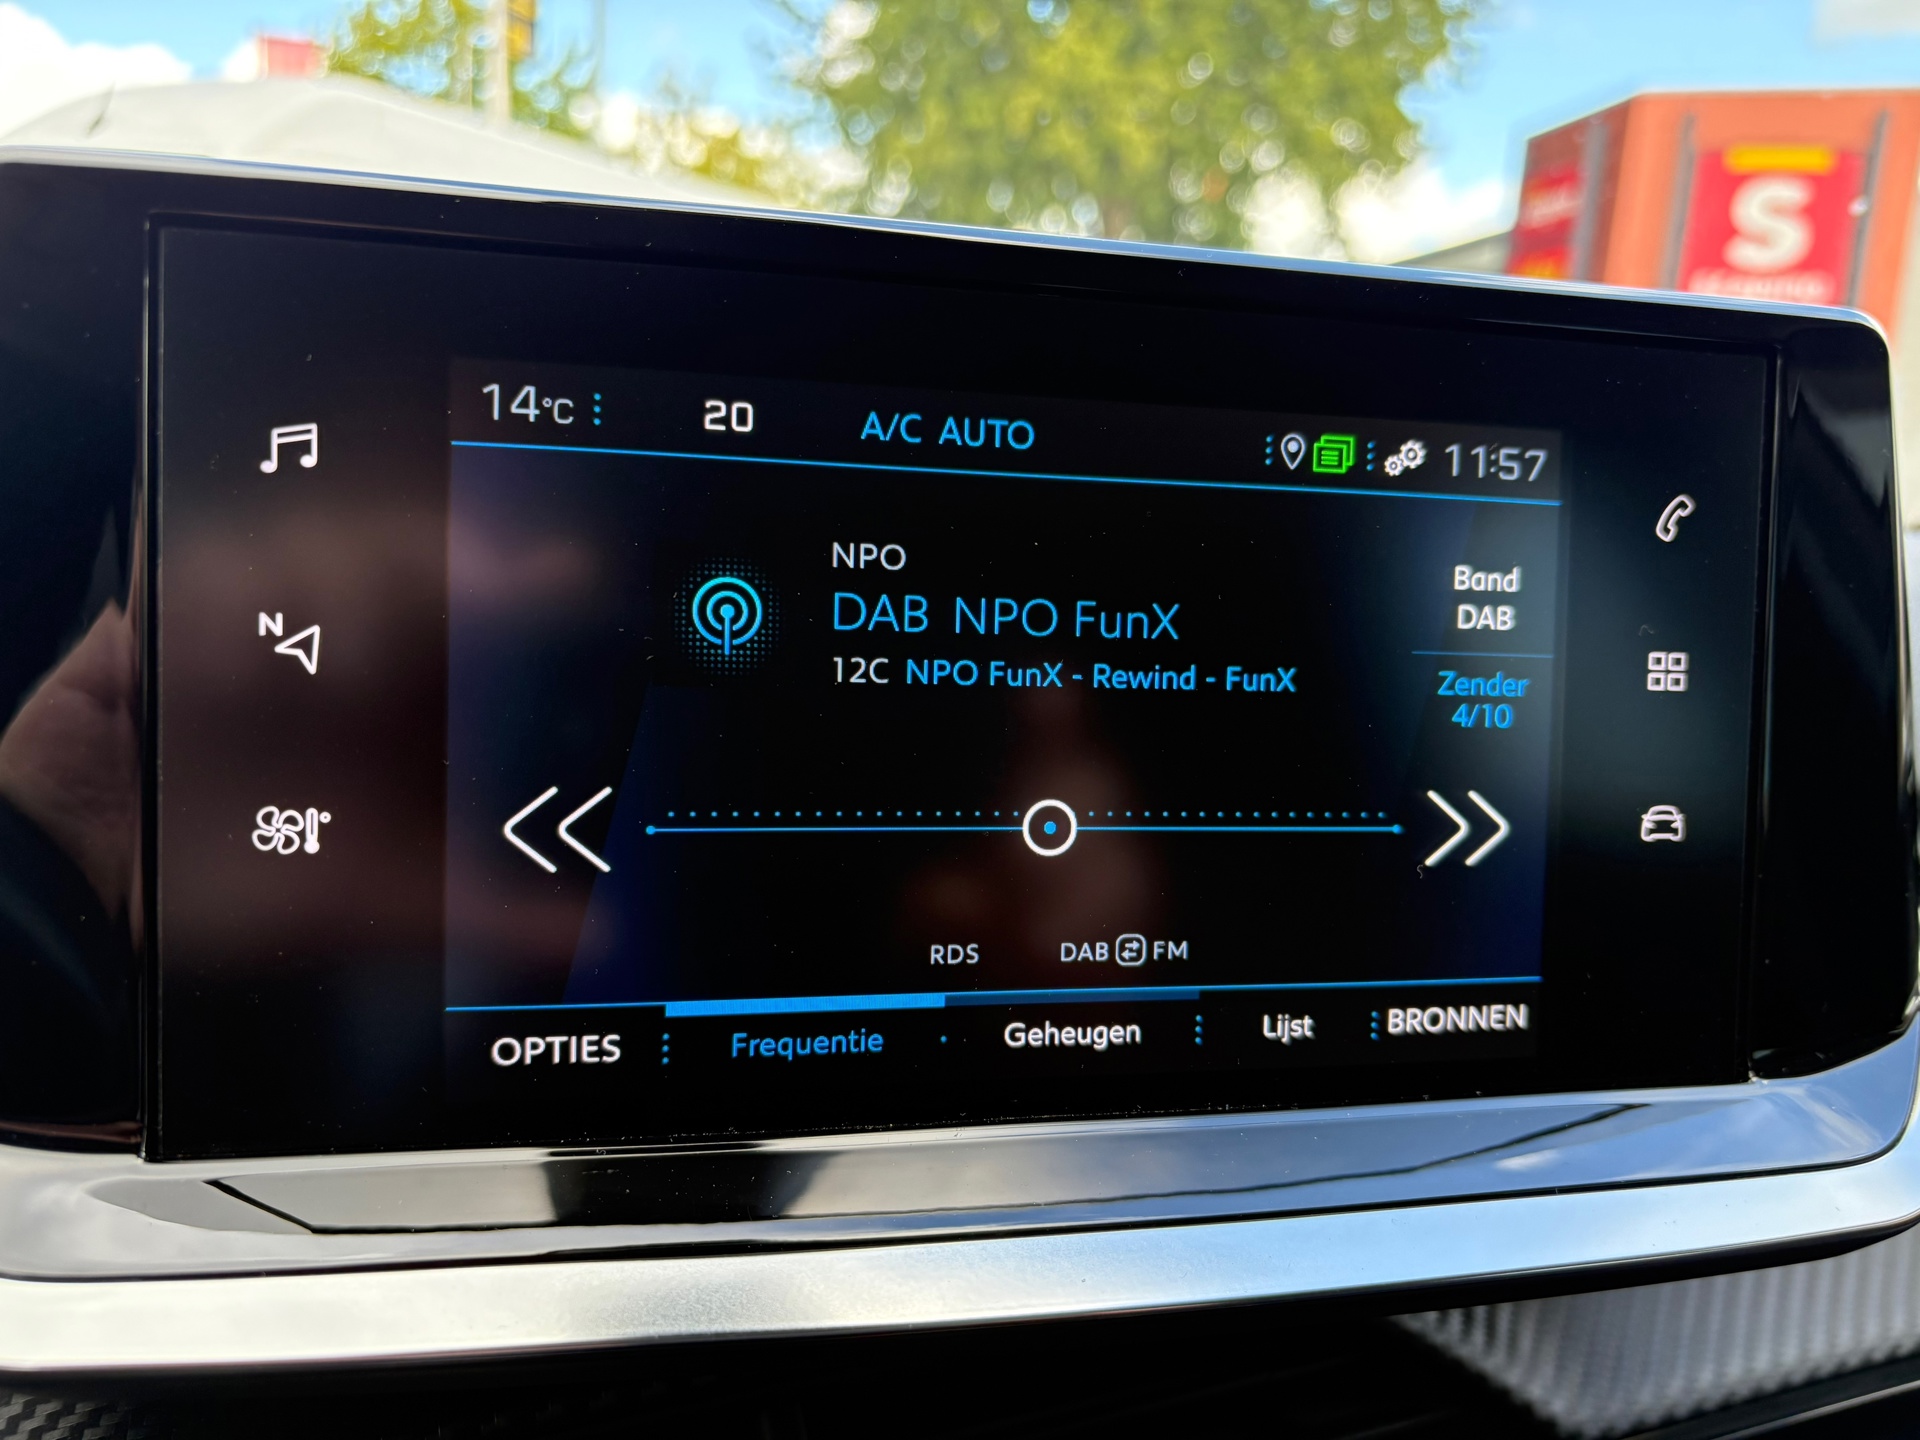 S
14°C 20 A/C AUTO 11:57
NPO
DAB NPO FunX
12C NPO FunX - Rewind - FunX
Band
DAB
Zender
4/10
N
RDS DAB FM
OPTIES Frequentie Geheugen Lijst BRONNEN